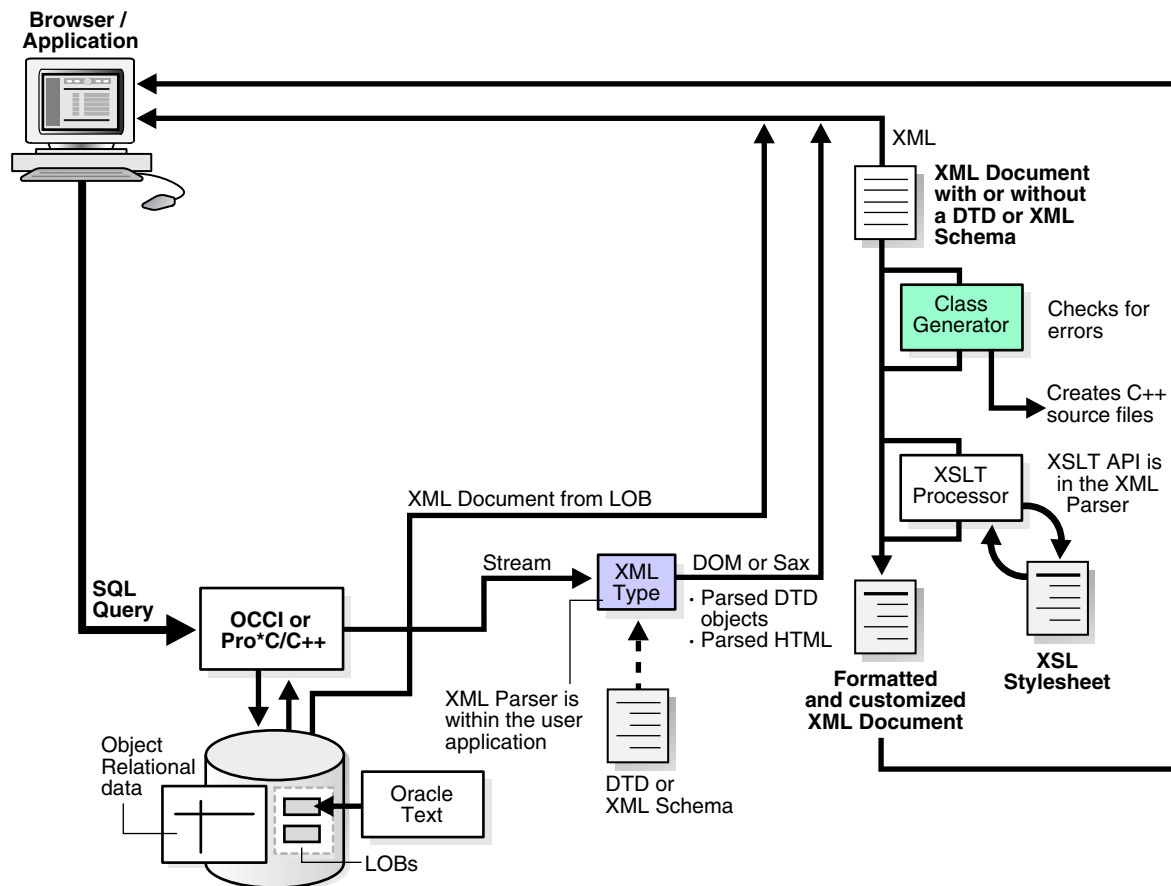 Browser /
Application
XML
XML Document
with or without
a DTD or XML
Schema
Class
Generator
Checks for
errors
Creates C++
source files
XSLT
Processor
XSLT API is
in the XML
Parser
XML Document from LOB
Stream
XML
Type
DOM or Sax
· Parsed DTD
objects
· Parsed HTML
SQL
Query
OCCI or
Pro*C/C++
XSL
Stylesheet
Formatted
and customized
XML Document
XML Parser is
within the user
application
Object
Relational
data
DTD or
XML Schema
Oracle
Text
LOBs